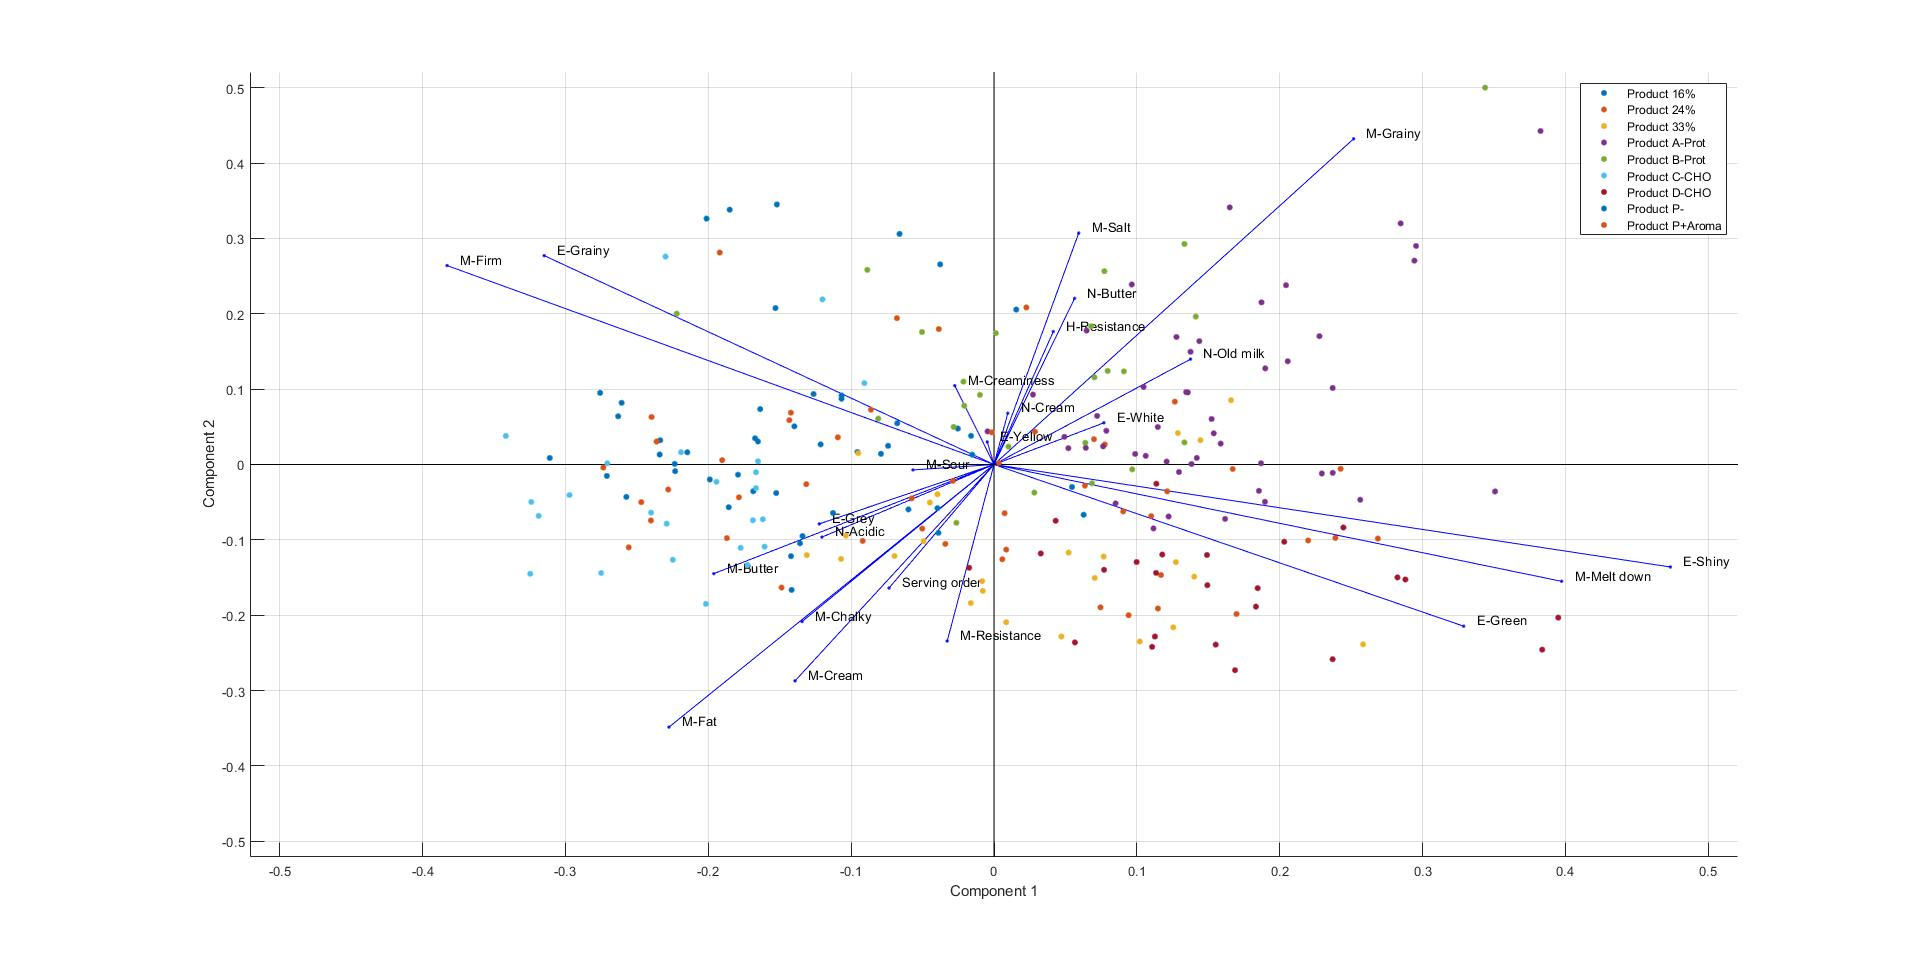 Product 16%
Product 24%
Product 33%
Product A-Prot
Product B-Prot
Product C-CHO
Product D-CHO
Product P-
Product P+Aroma
0.5
0.4
0.3
0.2
0.1
0
-0.1
-0.2
-0.3
-0.4
-0.5
Component 2
M-Grainy
M-Salt
E-Grainy
M-Firm
N-Butter
H-Resistance
N-Old milk
M-Creaminess
N-Cream
E-White
E-Yellow
M-Sour
E-Grey
N-Acidic
E-Shiny
M-Butter
M-Melt down
Serving order
M-Chalky
E-Green
M-Resistance
M-Cream
M-Fat
-0.5 -0.4 -0.3 -0.2 -0.1 0 0.1 0.2 0.3 0.4 0.5
Component 1